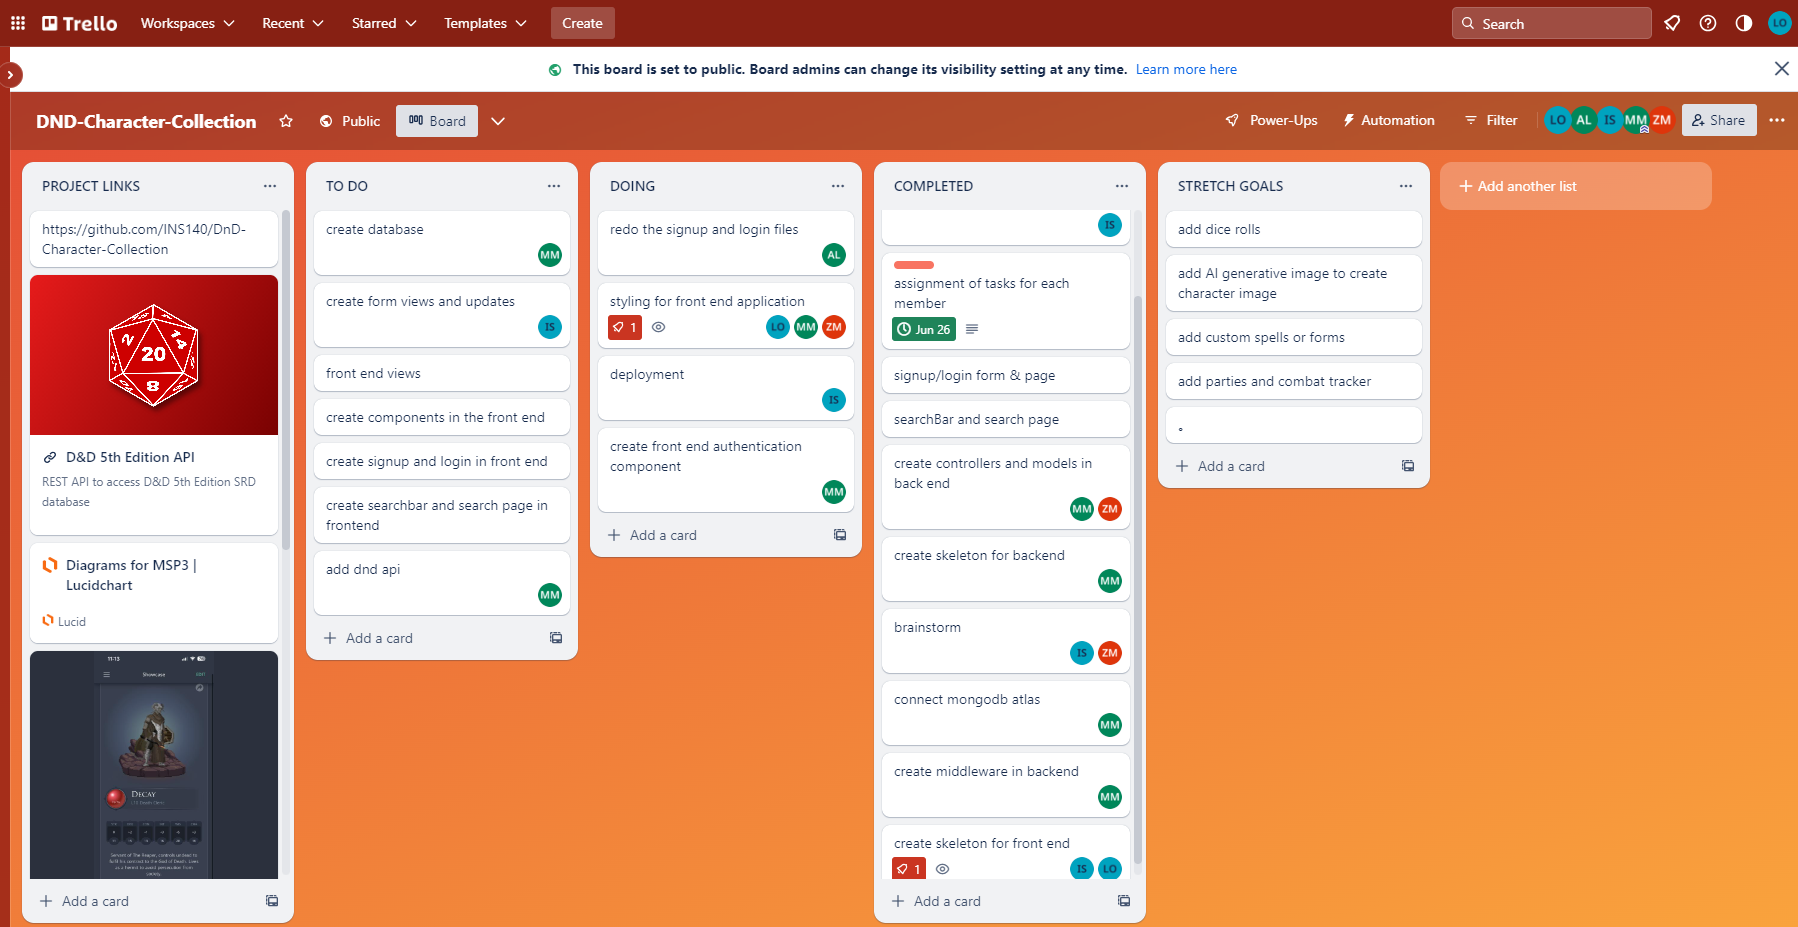 Trello
Workspaces
Recent
Starred
Templates
Create
Search
LO
This board is set to public. Board admins can change its visibility setting at any time. Learn more here
DND-Character-Collection
Public
Board
Power-Ups
Automation
Filter
LO
AL
IS
MM
ZM
Share
PROJECT LINKS
https://github.com/INS140/DnD-
Character-Collection
20
8
2
14
D&D 5th Edition API
REST API to access D&D 5th Edition SRD
database
Diagrams for MSP3 |
Lucidchart
Lucid
11:13
Showcase
EDIT
DECAY
Servant of The Reaper, controls undead to
+ Add a card
TO DO
create database
MM
create form views and updates
IS
front end views
create components in the front end
create signup and login in front end
create searchbar and search page in
frontend
add dnd api
MM
+ Add a card
DOING
redo the signup and login files
AL
styling for front end application
1
LO
MM
ZM
deployment
IS
create front end authentication
component
MM
+ Add a card
COMPLETED
IS
assignment of tasks for each
member
Jun 26
signup/login form & page
searchBar and search page
create controllers and models in
back end
MM
ZM
create skeleton for backend
MM
brainstorm
IS
ZM
connect mongodb atlas
MM
create middleware in backend
MM
create skeleton for front end
1
IS
LO
+ Add a card
STRETCH GOALS
add dice rolls
add AI generative image to create
character image
add custom spells or forms
add parties and combat tracker
+ Add a card
+ Add another list